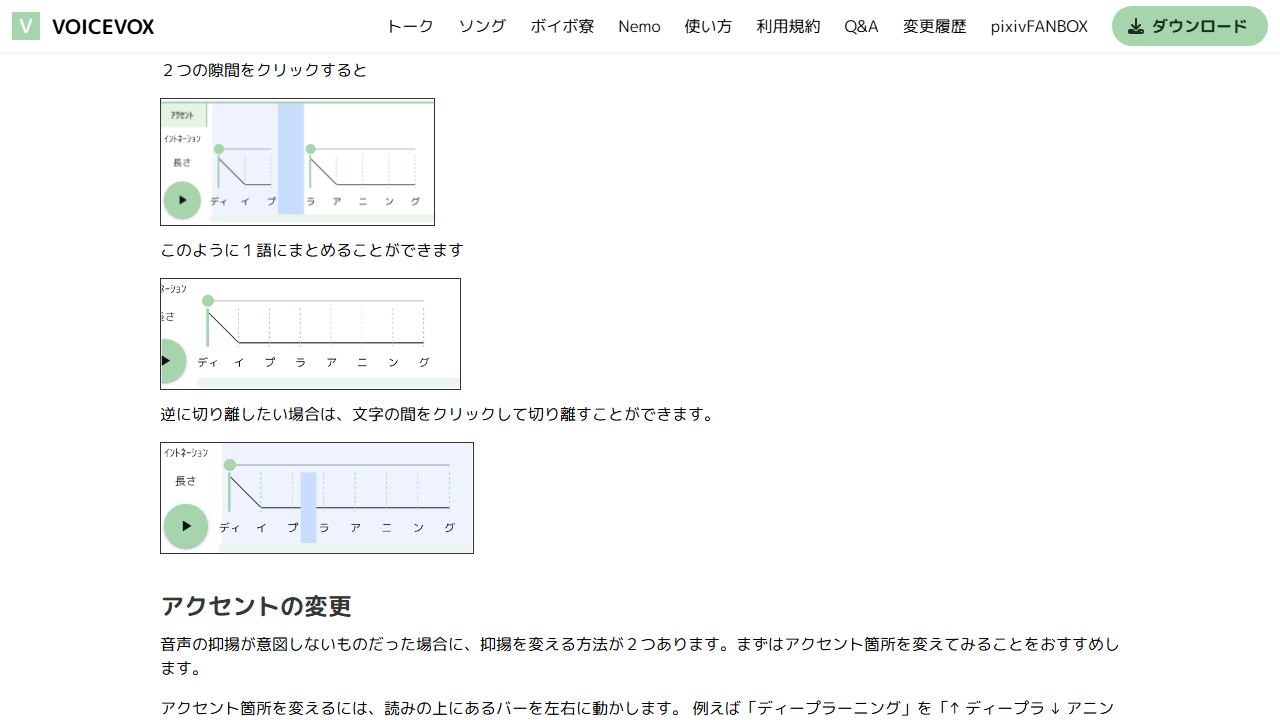 V VOICEVOX トーク ソング ボイボ寮 Nemo 使い方 利用規約 Q&A 変更履歴 pixivFANBOX ダウンロード
２つの隙間をクリックすると
アクセント
イントネーション
長さ
ディ イ プ ラ ア ニ ン グ
このように１語にまとめることができます
ネーション
長さ
ディ イ プ ラ ア ニ ン グ
逆に切り離したい場合は、文字の間をクリックして切り離すことができます。
イントネーション
長さ
ディ イ プ ラ ア ニ ン グ
アクセントの変更
音声の抑揚が意図しないものだった場合に、抑揚を変える方法が２つあります。まずはアクセント箇所を変えてみることをおすすめし
ます。
アクセント箇所を変えるには、読みの上にあるバーを左右に動かします。 例えば「ディープラーニング」を「↑ ディープラ ↓ アニン